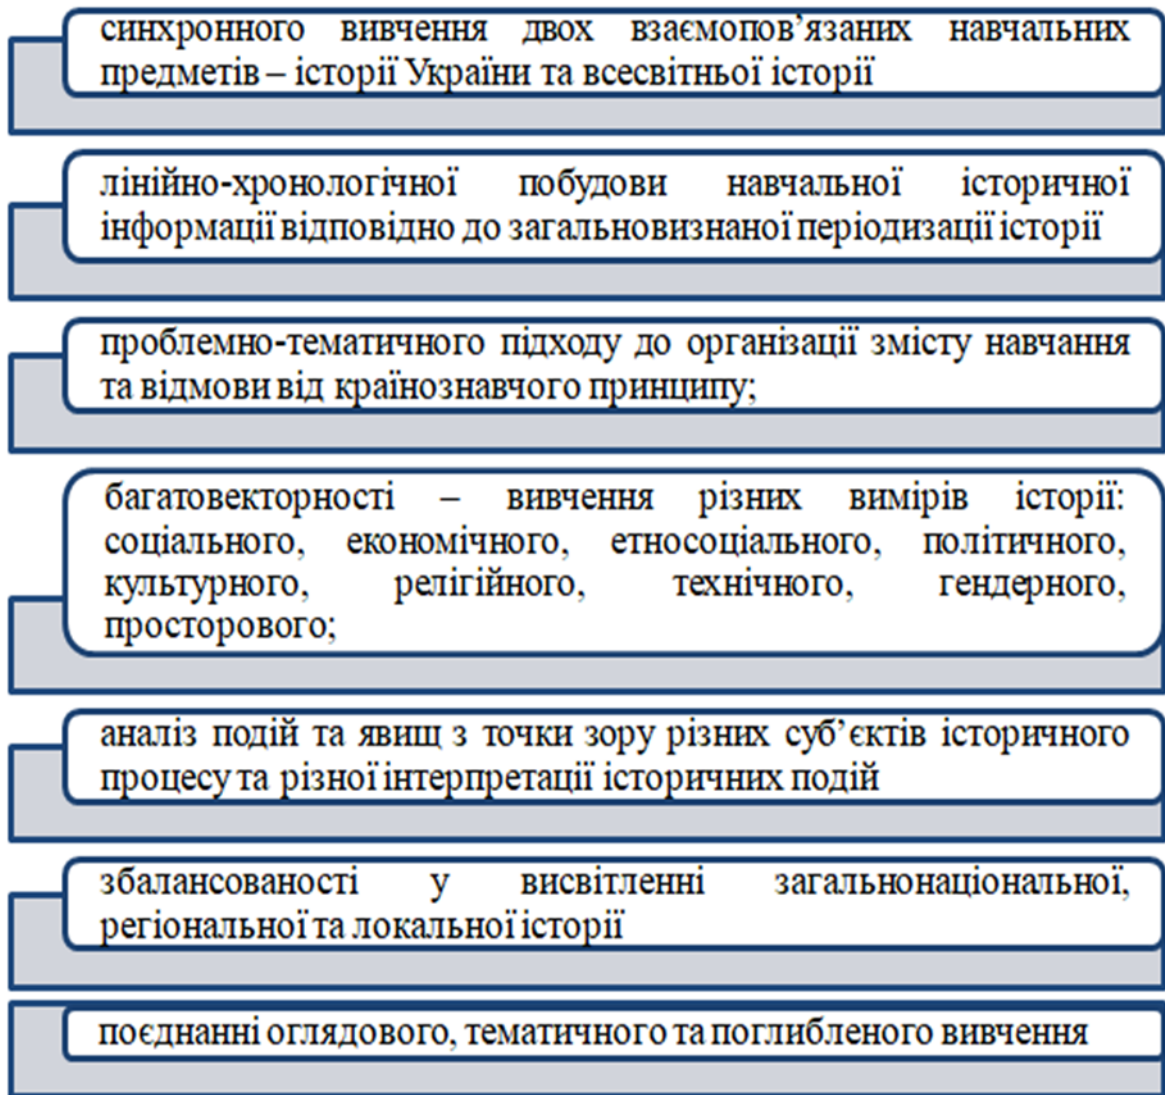 синхронного вивчення двох взаємопов’язаних навчальних
предметів – історії України та всесвітньої історії
лінійно-хронологічної побудови навчальної історичної
інформації відповідно до загальновизнаної періодизації історії
проблемно-тематичного підходу до організації змісту навчання
та відмови від країнознавчого принципу;
багатовекторності – вивчення різних вимірів історії:
соціального, економічного, етносоціального, політичного,
культурного, релігійного, технічного, гендерного,
просторового;
аналіз подій та явищ з точки зору різних суб’єктів історичного
процесу та різної інтерпретації історичних подій
збалансованості у висвітленні загальнонаціональної,
регіональної та локальної історії
поєднанні оглядового, тематичного та поглибленого вивчення